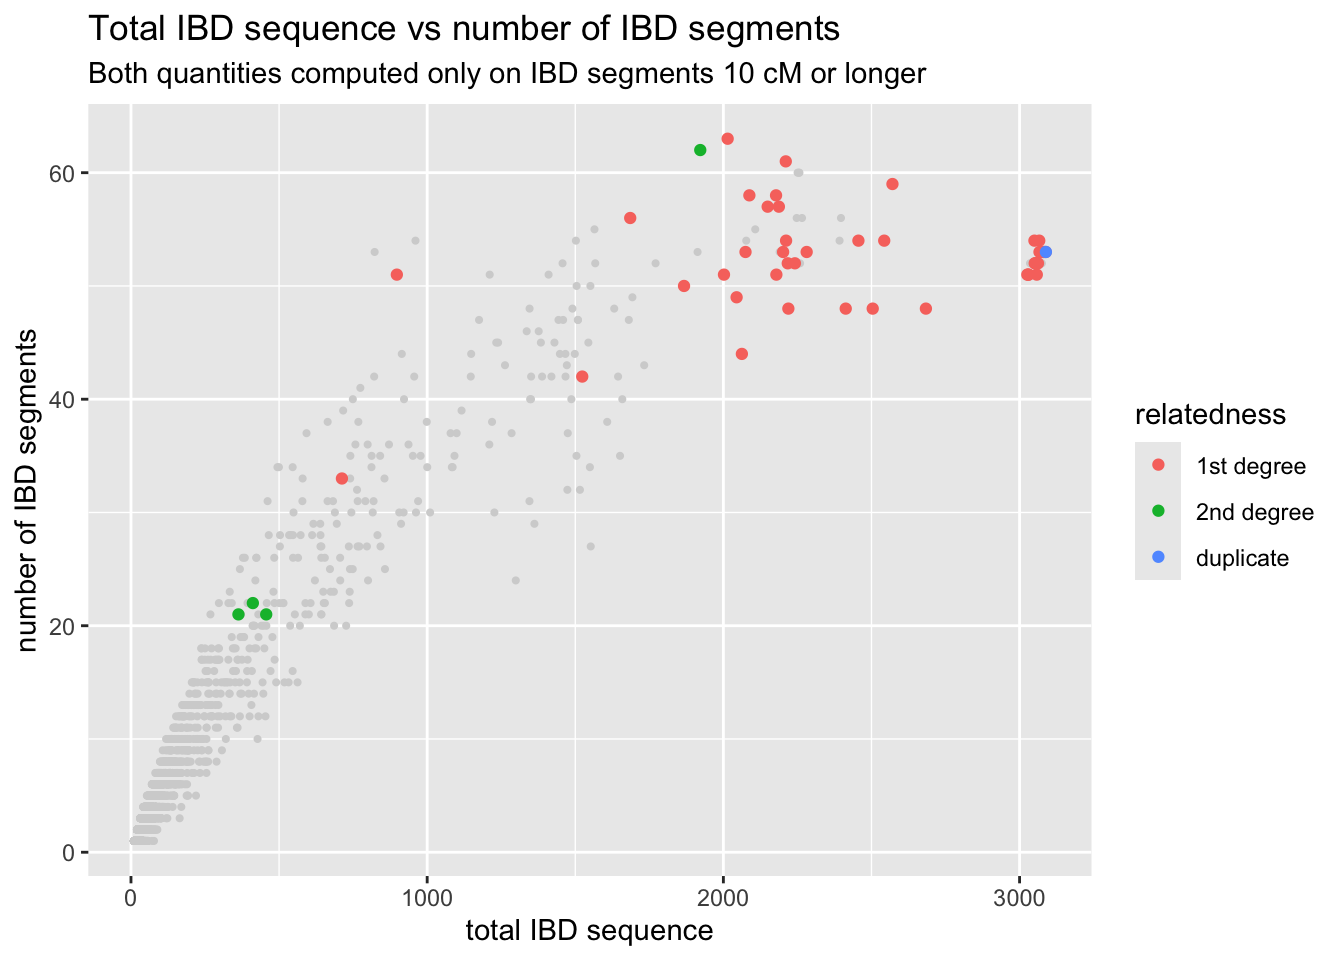 Total IBD sequence vs number of IBD segments
Both quantities computed only on IBD segments 10 cM or longer
60
40
20
0
number of IBD segments
0 1000 2000 3000
total IBD sequence
relatedness
1st degree
2nd degree
duplicate